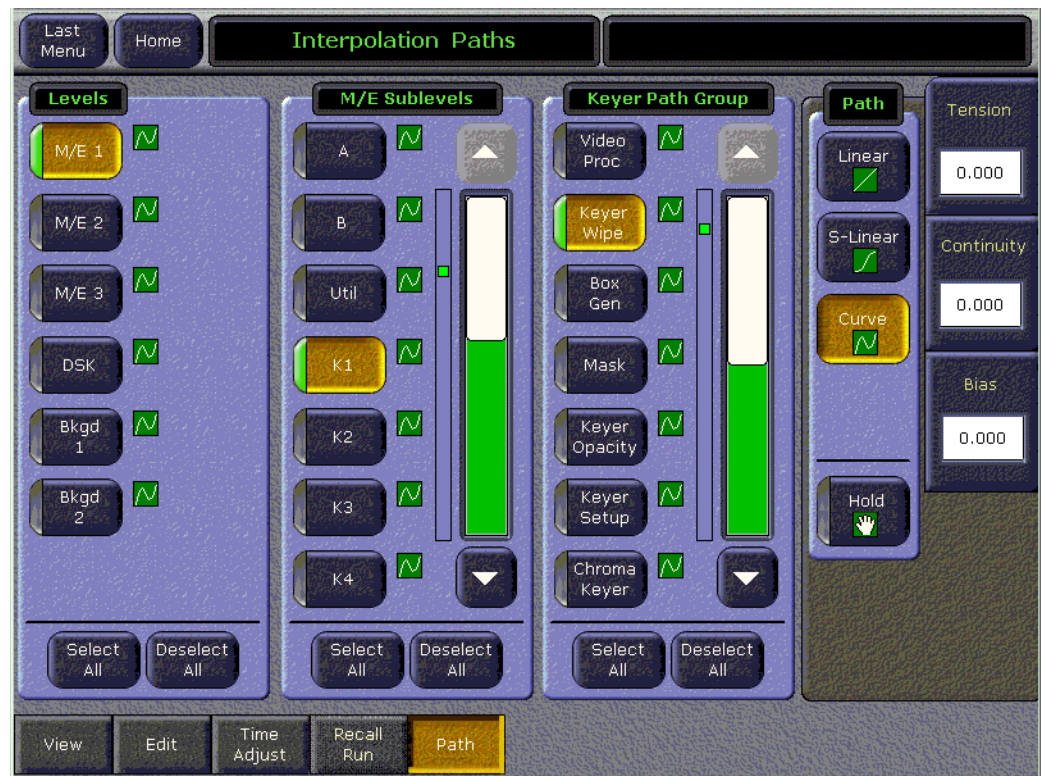 Last
Menu
Home
Interpolation Paths
Levels
M/E 1
M/E 2
M/E 3
DSK
Bkgd
1
Bkgd
2
Select
All
Deselect
All
M/E Sublevels
A
B
Util
K1
K2
K3
K4
Select
All
Deselect
All
Keyer Path Group
Video
Proc
Keyer
Wipe
Box
Gen
Mask
Keyer
Opacity
Keyer
Setup
Chroma
Keyer
Select
All
Deselect
All
Path
Linear
S-Linear
Curve
Hold
Tension
0.000
Continuity
0.000
Bias
0.000
View
Edit
Time
Adjust
Recall
Run
Path